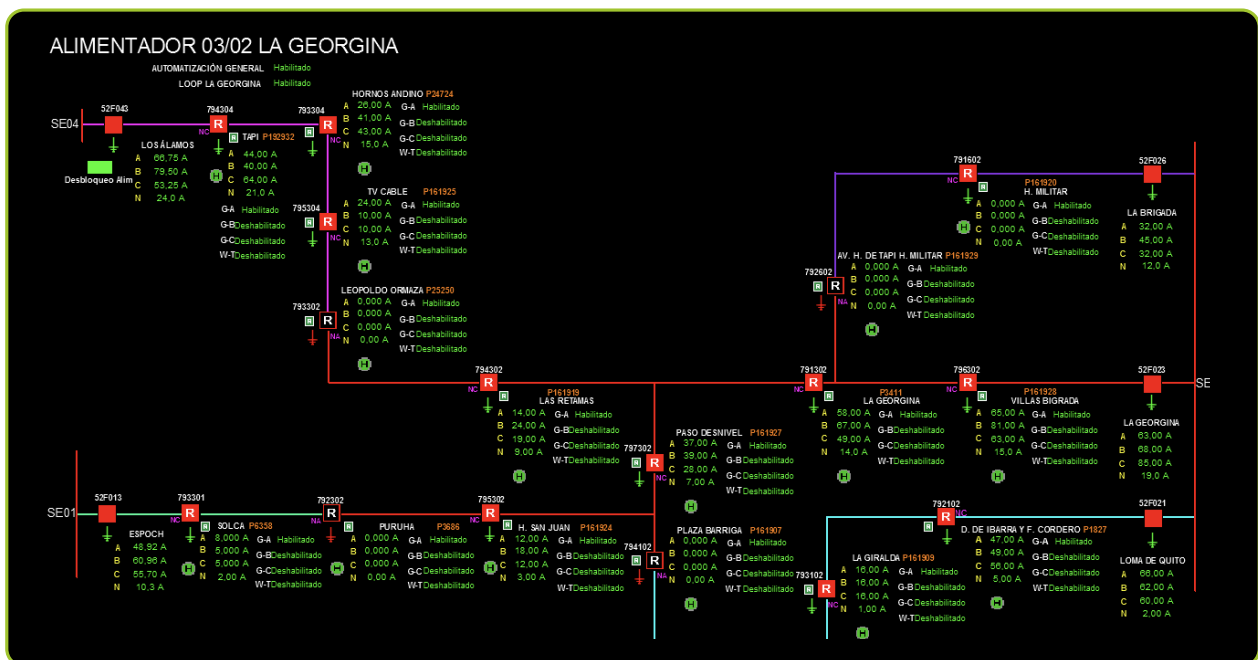 ALIMENTADOR 03/02 LA GEORGINA
AUTOMATIZACIÓN GENERAL Habilitado
LOOP LA GEORGINA Habilitado
SE04
52F043
LOS ÁLAMOS
A 66,75 A
B 79,50 A
C 53,25 A
N 24,0 A
Desbloqueo Alim
794304
R
NC
R
TAPI P192932
A 44,00 A
B 40,00 A
C 64,00 A
N 21,0 A
H
G-A Habilitado
G-B Deshabilitado
G-C Deshabilitado
W-T Deshabilitado
793304
R
NC
R
HORNOS ANDINO P24724
A 26,00 A G-A Habilitado
B 41,00 A G-B Deshabilitado
C 43,00 A G-C Deshabilitado
N 15,0 A W-T Deshabilitado
H
795304
R
NC
R
TV CABLE P161925
A 24,00 A G-A Habilitado
B 10,00 A G-B Deshabilitado
C 10,00 A G-C Deshabilitado
N 13,0 A W-T Deshabilitado
H
793302
R
NA
R
LEOPOLDO ORMAZA P25250
A 0,000 A G-A Habilitado
B 0,000 A G-B Deshabilitado
C 0,000 A G-C Deshabilitado
N 0,00 A W-T Deshabilitado
H
791602
R
NC
R
P161920
H. MILITAR
A 0,000 A G-A Habilitado
B 0,000 A G-B Deshabilitado
C 0,000 A G-C Deshabilitado
N 0,00 A W-T Deshabilitado
H
52F026
LA BRIGADA
A 32,00 A
B 45,00 A
C 32,00 A
N 12,0 A
792602
R
NA
R
AV. H. DE TAPI H. MILITAR P161929
A 0,000 A G-A Habilitado
B 0,000 A G-B Deshabilitado
C 0,000 A G-C Deshabilitado
N 0,00 A W-T Deshabilitado
H
794302
R
NC
R
P161919
LAS RETAMAS
A 14,00 A G-A Habilitado
B 24,00 A G-B Deshabilitado
C 19,00 A G-C Deshabilitado
N 9,00 A W-T Deshabilitado
H
797302
R
NC
R
PASO DESNIVEL P161927
A 37,00 A G-A Habilitado
B 39,00 A G-B Deshabilitado
C 28,00 A G-C Deshabilitado
N 7,00 A W-T Deshabilitado
H
791302
R
NC
R
P3411
LA GEORGINA
A 58,00 A G-A Habilitado
B 67,00 A G-B Deshabilitado
C 49,00 A G-C Deshabilitado
N 14,0 A W-T Deshabilitado
H
796302
R
NC
R
P161928
VILLAS BIGRADA
A 65,00 A G-A Habilitado
B 81,00 A G-B Deshabilitado
C 63,00 A G-C Deshabilitado
N 15,0 A W-T Deshabilitado
H
52F023
SE
LA GEORGINA
A 63,00 A
B 68,00 A
C 85,00 A
N 19,0 A
SE01
52F013
ESPOCH
A 48,92 A
B 60,96 A
C 55,70 A
N 10,3 A
793301
R
NC
R
SOLCA P6358
A 8,000 A G-A Habilitado
B 5,000 A G-B Deshabilitado
C 5,000 A G-C Deshabilitado
N 2,00 A W-T Deshabilitado
H
792302
R
NA
R
PURUHA P3686
A 0,000 A G-A Habilitado
B 0,000 A G-B Deshabilitado
C 0,000 A G-C Deshabilitado
N 0,00 A W-T Deshabilitado
H
795302
R
NC
R
H. SAN JUAN P161924
A 12,00 A G-A Habilitado
B 18,00 A G-B Deshabilitado
C 12,00 A G-C Deshabilitado
N 3,00 A W-T Deshabilitado
H
794102
R
NA
R
PLAZA BARRIGA P161907
A 0,000 A G-A Habilitado
B 0,000 A G-B Deshabilitado
C 0,000 A G-C Deshabilitado
N 0,00 A W-T Deshabilitado
H
793102
R
NC
R
LA GIRALDA P161909
A 16,00 A G-A Habilitado
B 16,00 A G-B Deshabilitado
C 16,00 A G-C Deshabilitado
N 1,00 A W-T Deshabilitado
H
792102
R
NC
R
D. DE IBARRA Y F. CORDERO P1827
A 47,00 A G-A Habilitado
B 49,00 A G-B Deshabilitado
C 56,00 A G-C Deshabilitado
N 5,00 A W-T Deshabilitado
H
52F021
LOMA DE QUITO
A 66,00 A
B 62,00 A
C 60,00 A
N 2,00 A